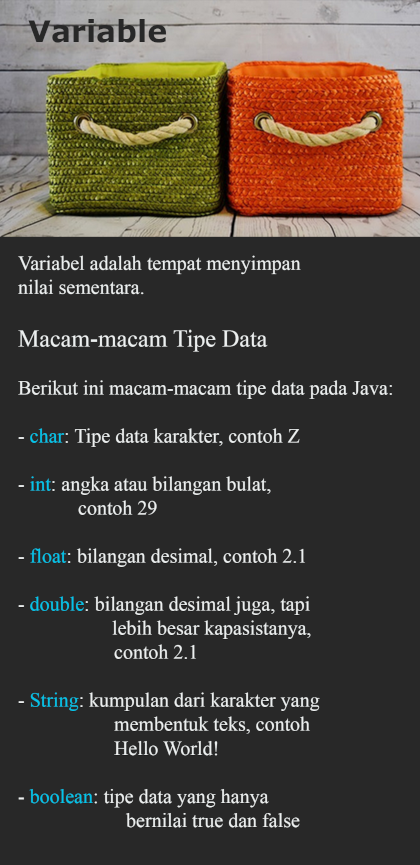 Variable
Variabel adalah tempat menyimpan
nilai sementara.
Macam-macam Tipe Data
Berikut ini macam-macam tipe data pada Java:
- char: Tipe data karakter, contoh Z
- int: angka atau bilangan bulat,
contoh 29
- float: bilangan desimal, contoh 2.1
- double: bilangan desimal juga, tapi
lebih besar kapasistanya,
contoh 2.1
- String: kumpulan dari karakter yang
membentuk teks, contoh
Hello World!
- boolean: tipe data yang hanya
bernilai true dan false